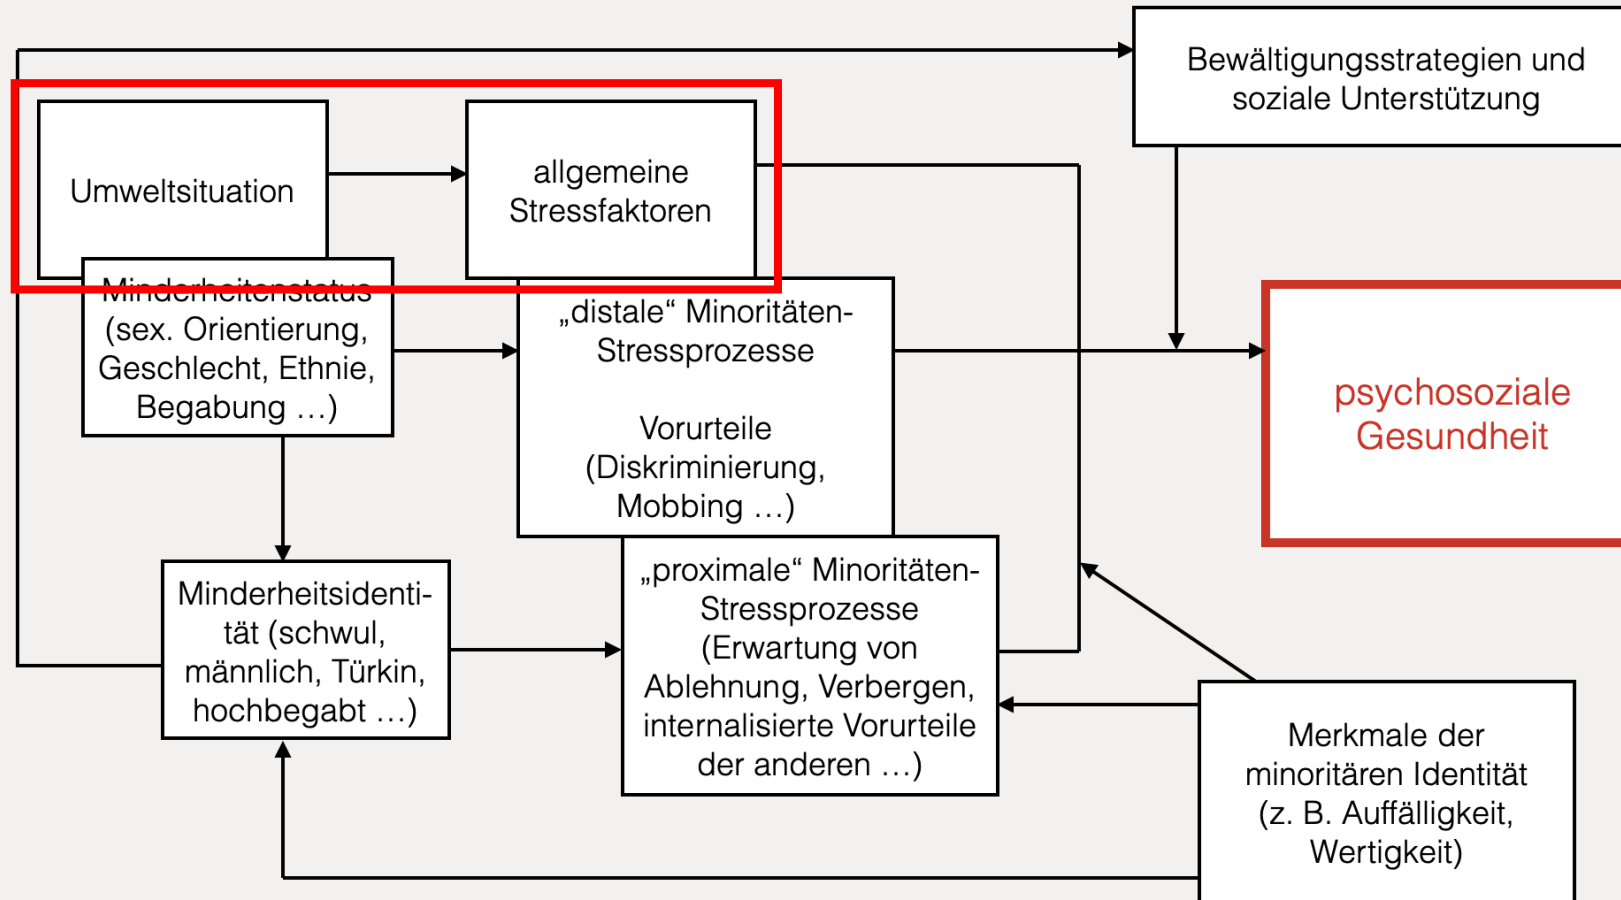 Bewältigungsstrategien und
soziale Unterstützung
Umweltsituation
allgemeine
Stressfaktoren
Minderheitenstatus
(sex. Orientierung,
Geschlecht, Ethnie,
Begabung …)
„distale“ Minoritäten-
Stressprozesse
Vorurteile
(Diskriminierung,
Mobbing …)
psychosoziale
Gesundheit
Minderheitsidenti-
tät (schwul,
männlich, Türkin,
hochbegabt …)
„proximale“ Minoritäten-
Stressprozesse
(Erwartung von
Ablehnung, Verbergen,
internalisierte Vorurteile
der anderen …)
Merkmale der
minoritären Identität
(z. B. Auffälligkeit,
Wertigkeit)